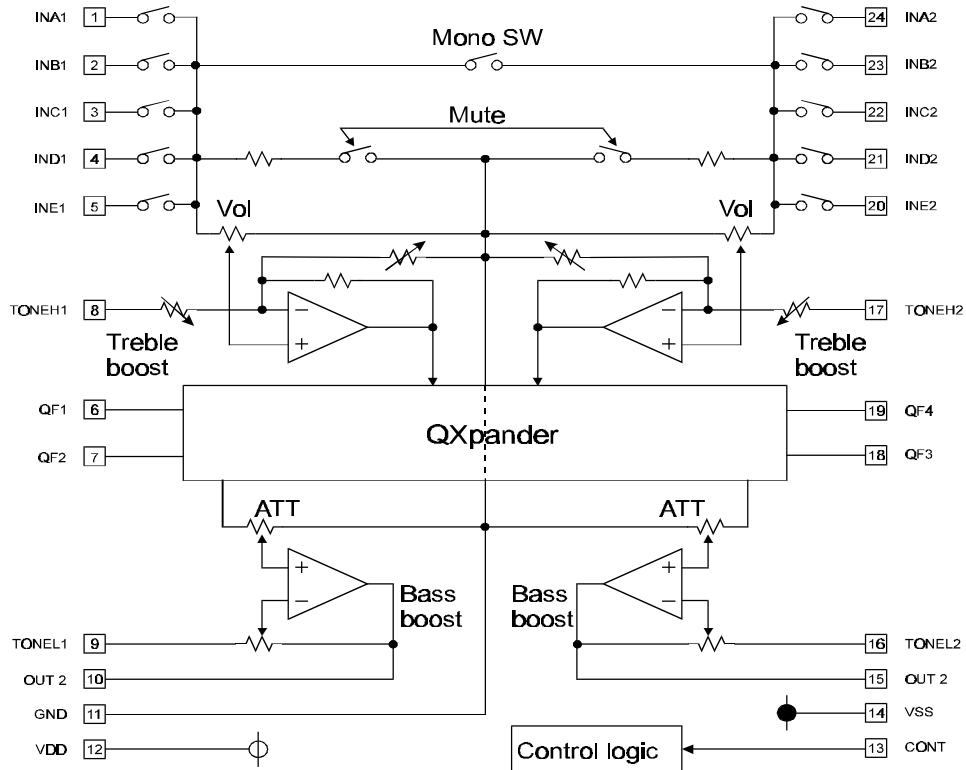 INA1 1 24 INA2
Mono SW
INB1 2 23 INB2
INC1 3 22 INC2
Mute
IND1 4 21 IND2
INE1 5 20 INE2
Vol Vol
TONEH1 8 − − 17 TONEH2
+ +
Treble boost Treble boost
QF1 6 19 QF4
QXpander
QF2 7 18 QF3
ATT ATT
+ +
− −
Bass boost Bass boost
TONEL1 9 16 TONEL2
OUT 2 10 15 OUT 2
GND 11 14 VSS
VDD 12 Control logic 13 CONT